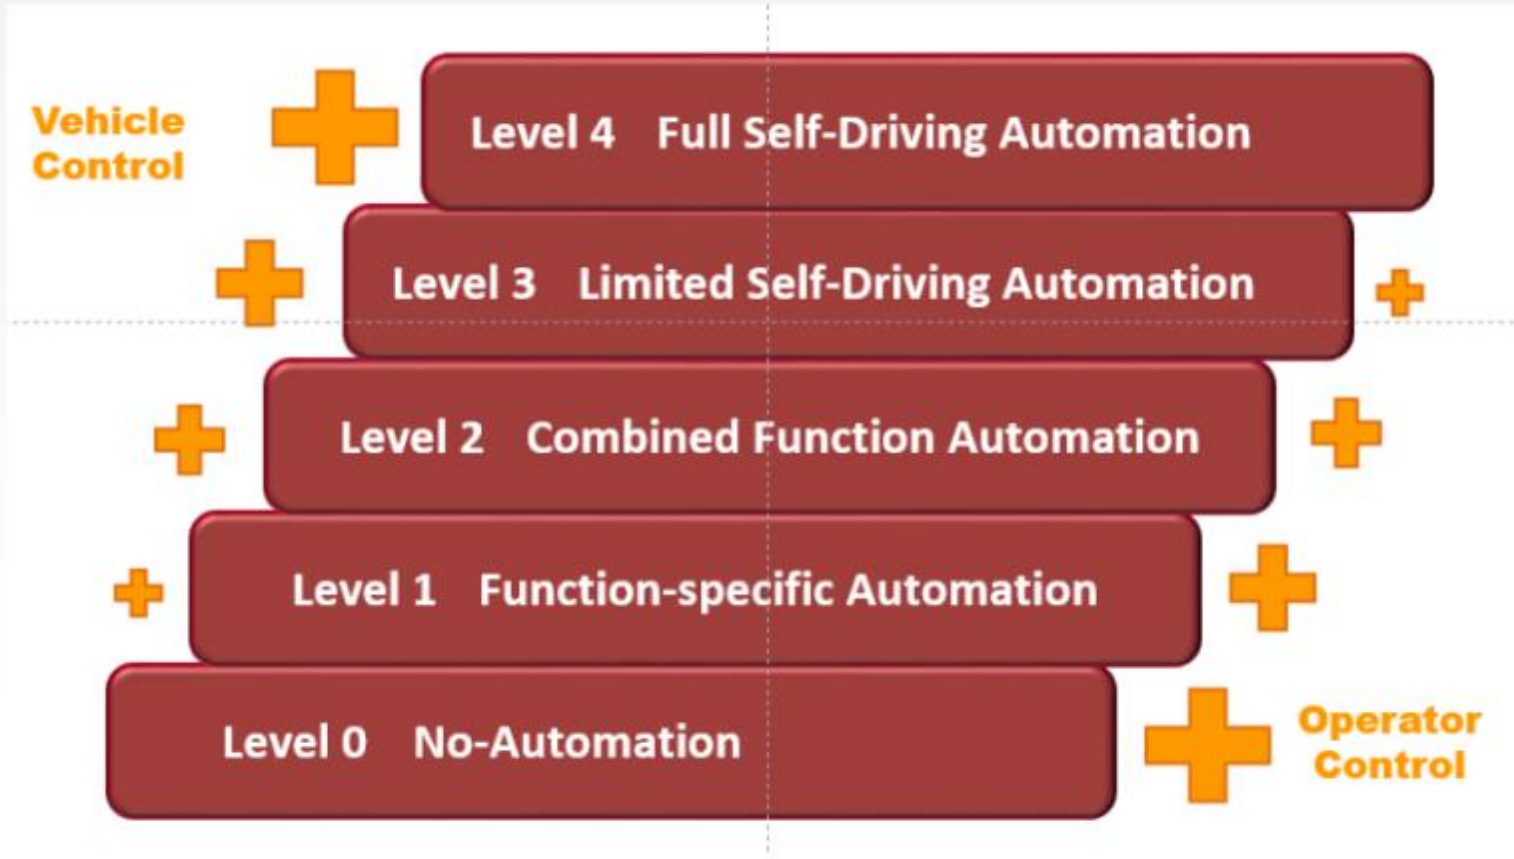 Vehicle
Control
Level 4 Full Self-Driving Automation
Level 3 Limited Self-Driving Automation
Level 2 Combined Function Automation
Level 1 Function-specific Automation
Level 0 No-Automation
Operator
Control